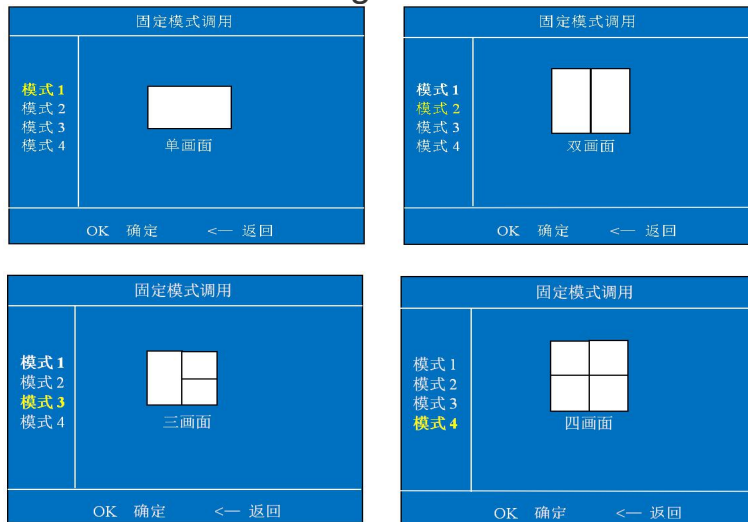 g
固定模式调用
模式 1
模式 2
模式 3
模式 4
单画面
OK 确定 <— 返回
固定模式调用
模式 1
模式 2
模式 3
模式 4
双画面
OK 确定 <— 返回
固定模式调用
模式 1
模式 2
模式 3
模式 4
三画面
OK 确定 <— 返回
固定模式调用
模式 1
模式 2
模式 3
模式 4
四画面
OK 确定 <— 返回